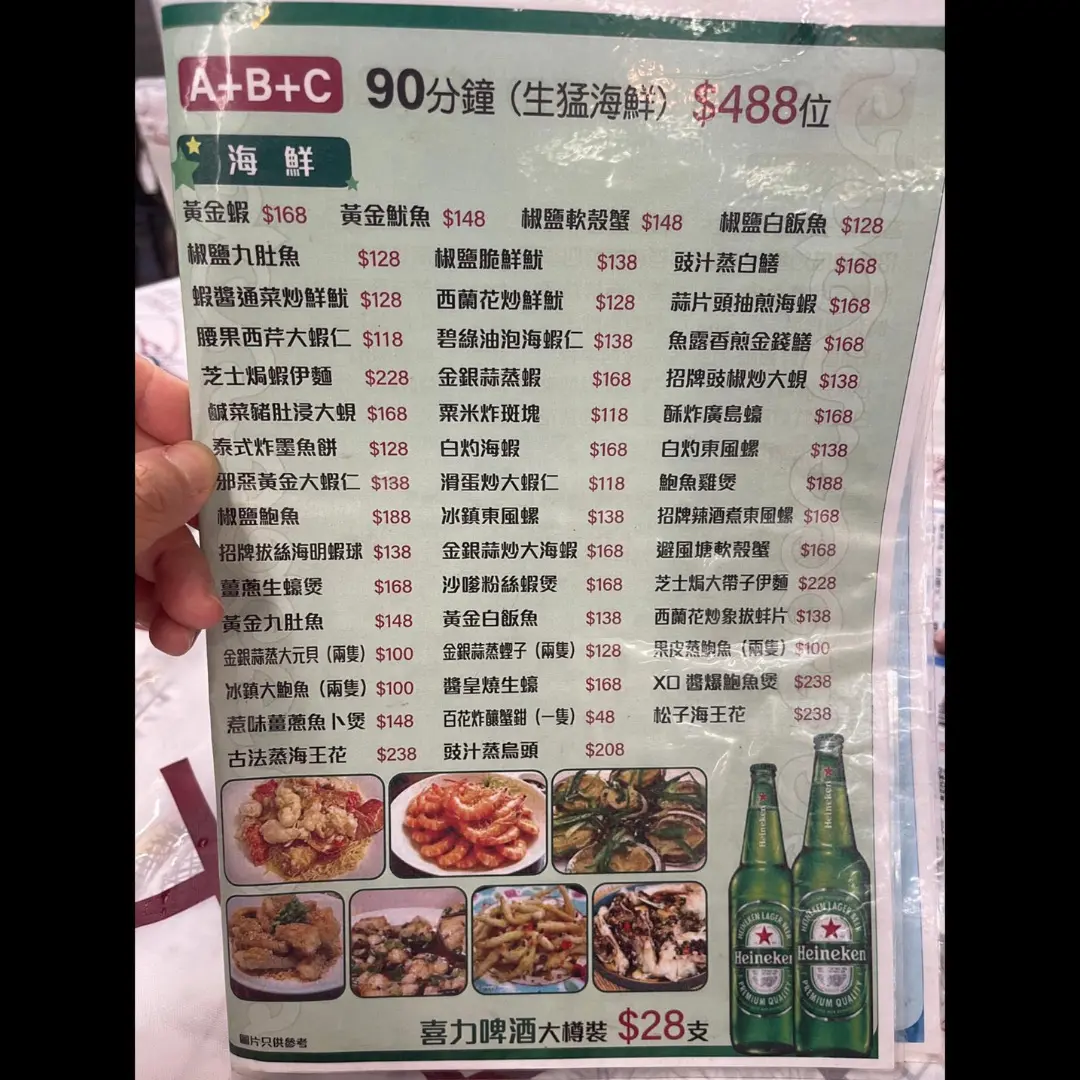 A+B+C 90分鐘（生猛海鮮） $488位
海鮮
黃金蝦 $168 黃金魷魚 $148 椒鹽軟殼蟹 $148 椒鹽白飯魚 $128
椒鹽九肚魚 $128 椒鹽脆鮮魷 $138 豉汁蒸白鱔 $168
蝦醬通菜炒鮮魷 $128 西蘭花炒鮮魷 $128 蒜片頭抽煎海蝦 $168
腰果西芹大蝦仁 $118 碧綠油泡海蝦仁 $138 魚露香煎金錢鱔 $168
芝士焗蝦伊麵 $228 金銀蒜蒸蝦 $168 招牌豉椒炒大蜆 $138
鹹菜豬肚浸大蜆 $168 粟米炸斑塊 $118 酥炸廣島蠔 $168
泰式炸墨魚餅 $128 白灼海蝦 $168 白灼東風螺 $138
邪惡黃金大蝦仁 $138 滑蛋炒大蝦仁 $118 鮑魚雞煲 $188
椒鹽鮑魚 $188 冰鎮東風螺 $138 招牌辣酒煮東風螺 $168
招牌拔絲海明蝦球 $138 金銀蒜炒大海蝦 $168 避風塘軟殼蟹 $168
薑蔥生蠔煲 $168 沙嗲粉絲蝦煲 $168 芝士焗大帶子伊麵 $228
黃金九肚魚 $148 黃金白飯魚 $138 西蘭花炒象拔蚌片 $138
金銀蒜蒸大元貝（兩隻） $100 金銀蒜蒸蟶子（兩隻） $128 果皮蒸鮑魚（兩隻） $100
冰鎮大鮑魚（兩隻） $100 醬皇燒生蠔 $168 XO 醬爆鮑魚煲 $238
惹味薑蔥魚卜煲 $148 百花炸釀蟹鉗（一隻） $48 松子海王花 $238
古法蒸海王花 $238 豉汁蒸烏頭 $208
Heineken
Heineken
HEINEKEN LAGER BEER
Heineken
PREMIUM QUALITY
HEINEKEN LAGER BEER
Heineken
PREMIUM QUALITY
喜力啤酒大樽裝 $28支
圖片只供參考